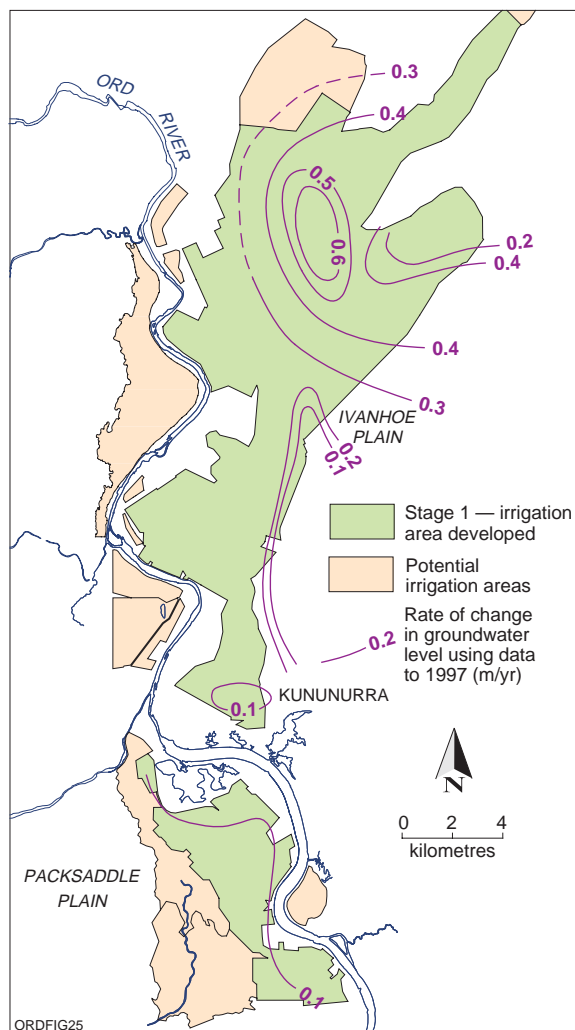 ORD
RIVER
0.3
0.4
0.5
0.6
0.2
0.4
0.4
0.3
IVANHOE
PLAIN
0.2
0.1
Stage 1 — irrigation
area developed
Potential
irrigation areas
0.2
Rate of change
in groundwater
level using data
to 1997 (m/yr)
KUNUNURRA
0.1
N
0 2 4
kilometres
PACKSADDLE
PLAIN
0.1
ORDFIG25